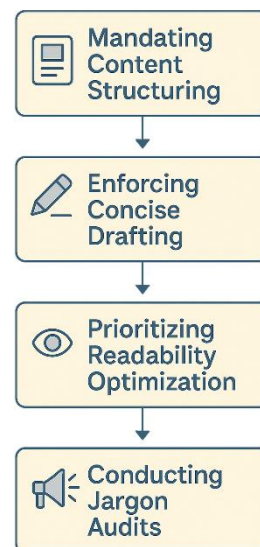 Mandating
Content
Structuring
Enforcing
Concise
Drafting
Prioritizing
Readability
Optimization
Conducting
Jargon
Audits